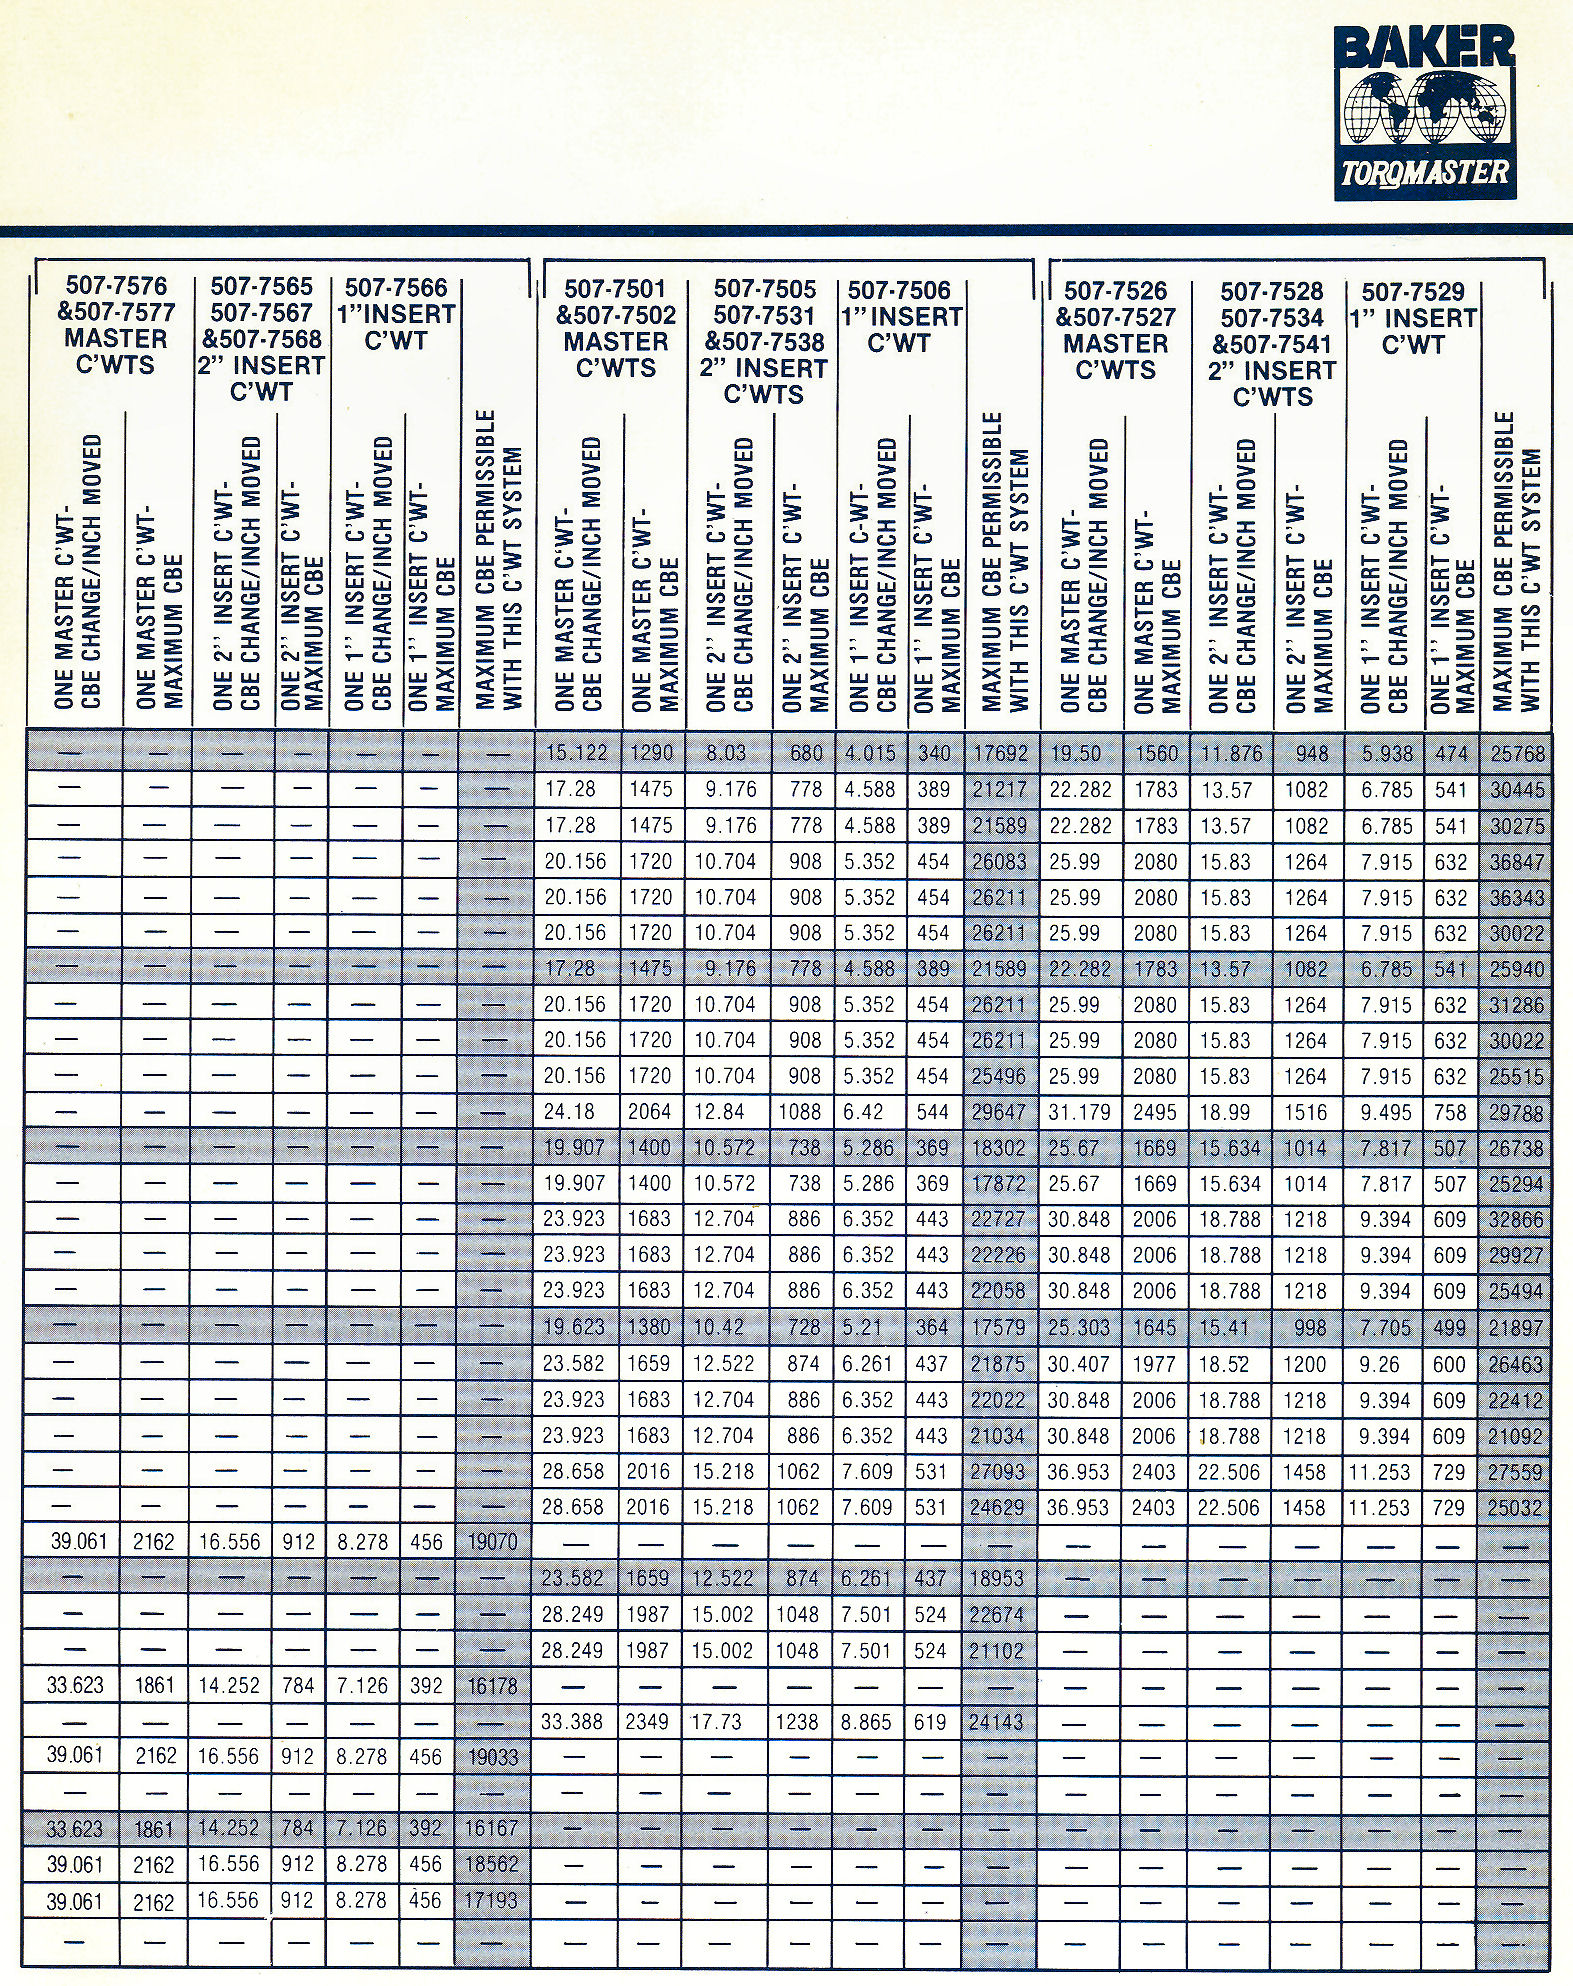 BAKER
TORQMASTER
507-7576
&507-7577
MASTER
C'WTS
507-7565
507-7567
&507-7568
2" INSERT
C'WT
507-7566
1"INSERT
C'WT
507-7501
&507-7502
MASTER
C'WTS
507-7505
507-7531
&507-7538
2" INSERT
C'WTS
507-7506
1"INSERT
C'WT
507-7526
&507-7527
MASTER
C'WTS
507-7528
507-7534
&507-7541
2" INSERT
C'WTS
507-7529
1" INSERT
C'WT
ONE MASTER C'WT-
CBE CHANGE/INCH MOVED
ONE MASTER C'WT-
MAXIMUM CBE
ONE 2" INSERT C'WT-
CBE CHANGE/INCH MOVED
ONE 2" INSERT C'WT-
MAXIMUM CBE
ONE 1" INSERT C'WT-
CBE CHANGE/INCH MOVED
ONE 1" INSERT C'WT-
MAXIMUM CBE
MAXIMUM CBE PERMISSIBLE
WITH THIS C'WT SYSTEM
ONE MASTER C'WT-
CBE CHANGE/INCH MOVED
ONE MASTER C'WT-
MAXIMUM CBE
ONE 2" INSERT C'WT-
CBE CHANGE/INCH MOVED
ONE 2" INSERT C'WT-
MAXIMUM CBE
ONE 1" INSERT C-WT-
CBE CHANGE/INCH MOVED
ONE 1" INSERT C'WT-
MAXIMUM CBE
MAXIMUM CBE PERMISSIBLE
WITH THIS C'WT SYSTEM
ONE MASTER C'WT-
CBE CHANGE/INCH MOVED
ONE MASTER C'WT-
MAXIMUM CBE
ONE 2" INSERT C'WT-
CBE CHANGE/INCH MOVED
ONE 2" INSERT C'WT-
MAXIMUM CBE
ONE 1" INSERT C'WT-
CBE CHANGE/INCH MOVED
ONE 1" INSERT C'WT-
MAXIMUM CBE
MAXIMUM CBE PERMISSIBLE
WITH THIS C'WT SYSTEM
— — — — — — — 15.122 1290 8.03 680 4.015 340 17692 19.50 1560 11.876 948 5.938 474 25768
— — — — — — — 17.28 1475 9.176 778 4.588 389 21217 22.282 1783 13.57 1082 6.785 541 30445
— — — — — — — 17.28 1475 9.176 778 4.588 389 21589 22.282 1783 13.57 1082 6.785 541 30275
— — — — — — — 20.156 1720 10.704 908 5.352 454 26083 25.99 2080 15.83 1264 7.915 632 36847
— — — — — — — 20.156 1720 10.704 908 5.352 454 26211 25.99 2080 15.83 1264 7.915 632 36343
— — — — — — — 20.156 1720 10.704 908 5.352 454 26211 25.99 2080 15.83 1264 7.915 632 30022
— — — — — — — 17.28 1475 9.176 778 4.588 389 21589 22.282 1783 13.57 1082 6.785 541 25940
— — — — — — — 20.156 1720 10.704 908 5.352 454 26211 25.99 2080 15.83 1264 7.915 632 31286
— — — — — — — 20.156 1720 10.704 908 5.352 454 26211 25.99 2080 15.83 1264 7.915 632 30022
— — — — — — — 20.156 1720 10.704 908 5.352 454 25496 25.99 2080 15.83 1264 7.915 632 25515
— — — — — — — 24.18 2064 12.84 1088 6.42 544 29647 31.179 2495 18.99 1516 9.495 758 29788
— — — — — — — 19.907 1400 10.572 738 5.286 369 18302 25.67 1669 15.634 1014 7.817 507 26738
— — — — — — — 19.907 1400 10.572 738 5.286 369 17872 25.67 1669 15.634 1014 7.817 507 25294
— — — — — — — 23.923 1683 12.704 886 6.352 443 22727 30.848 2006 18.788 1218 9.394 609 32866
— — — — — — — 23.923 1683 12.704 886 6.352 443 22226 30.848 2006 18.788 1218 9.394 609 29927
— — — — — — — 23.923 1683 12.704 886 6.352 443 22058 30.848 2006 18.788 1218 9.394 609 25494
— — — — — — — 19.623 1380 10.42 728 5.21 364 17579 25.303 1645 15.41 998 7.705 499 21897
— — — — — — — 23.582 1659 12.522 874 6.261 437 21875 30.407 1977 18.52 1200 9.26 600 26463
— — — — — — — 23.923 1683 12.704 886 6.352 443 22022 30.848 2006 18.788 1218 9.394 609 22412
— — — — — — — 23.923 1683 12.704 886 6.352 443 21034 30.848 2006 18.788 1218 9.394 609 21092
— — — — — — — 28.658 2016 15.218 1062 7.609 531 27093 36.953 2403 22.506 1458 11.253 729 27559
— — — — — — — 28.658 2016 15.218 1062 7.609 531 24629 36.953 2403 22.506 1458 11.253 729 25032
39.061 2162 16.556 912 8.278 456 19070 — — — — — — — — — — — — — —
— — — — — — — 23.582 1659 12.522 874 6.261 437 18953 — — — — — — —
— — — — — — — 28.249 1987 15.002 1048 7.501 524 22674 — — — — — — —
— — — — — — — 28.249 1987 15.002 1048 7.501 524 21102 — — — — — — —
33.623 1861 14.252 784 7.126 392 16178 — — — — — — — — — — — — — —
— — — — — — — 33.388 2349 17.73 1238 8.865 619 24143 — — — — — — —
39.061 2162 16.556 912 8.278 456 19033 — — — — — — — — — — — — — —
— — — — — — — — — — — — — — — — — — — — —
33.623 1861 14.252 784 7.126 392 16167 — — — — — — — — — — — — — —
39.061 2162 16.556 912 8.278 456 18562 — — — — — — — — — — — — — —
39.061 2162 16.556 912 8.278 456 17193 — — — — — — — — — — — — — —
— — — — — — — — — — — — — — — — — — — — —